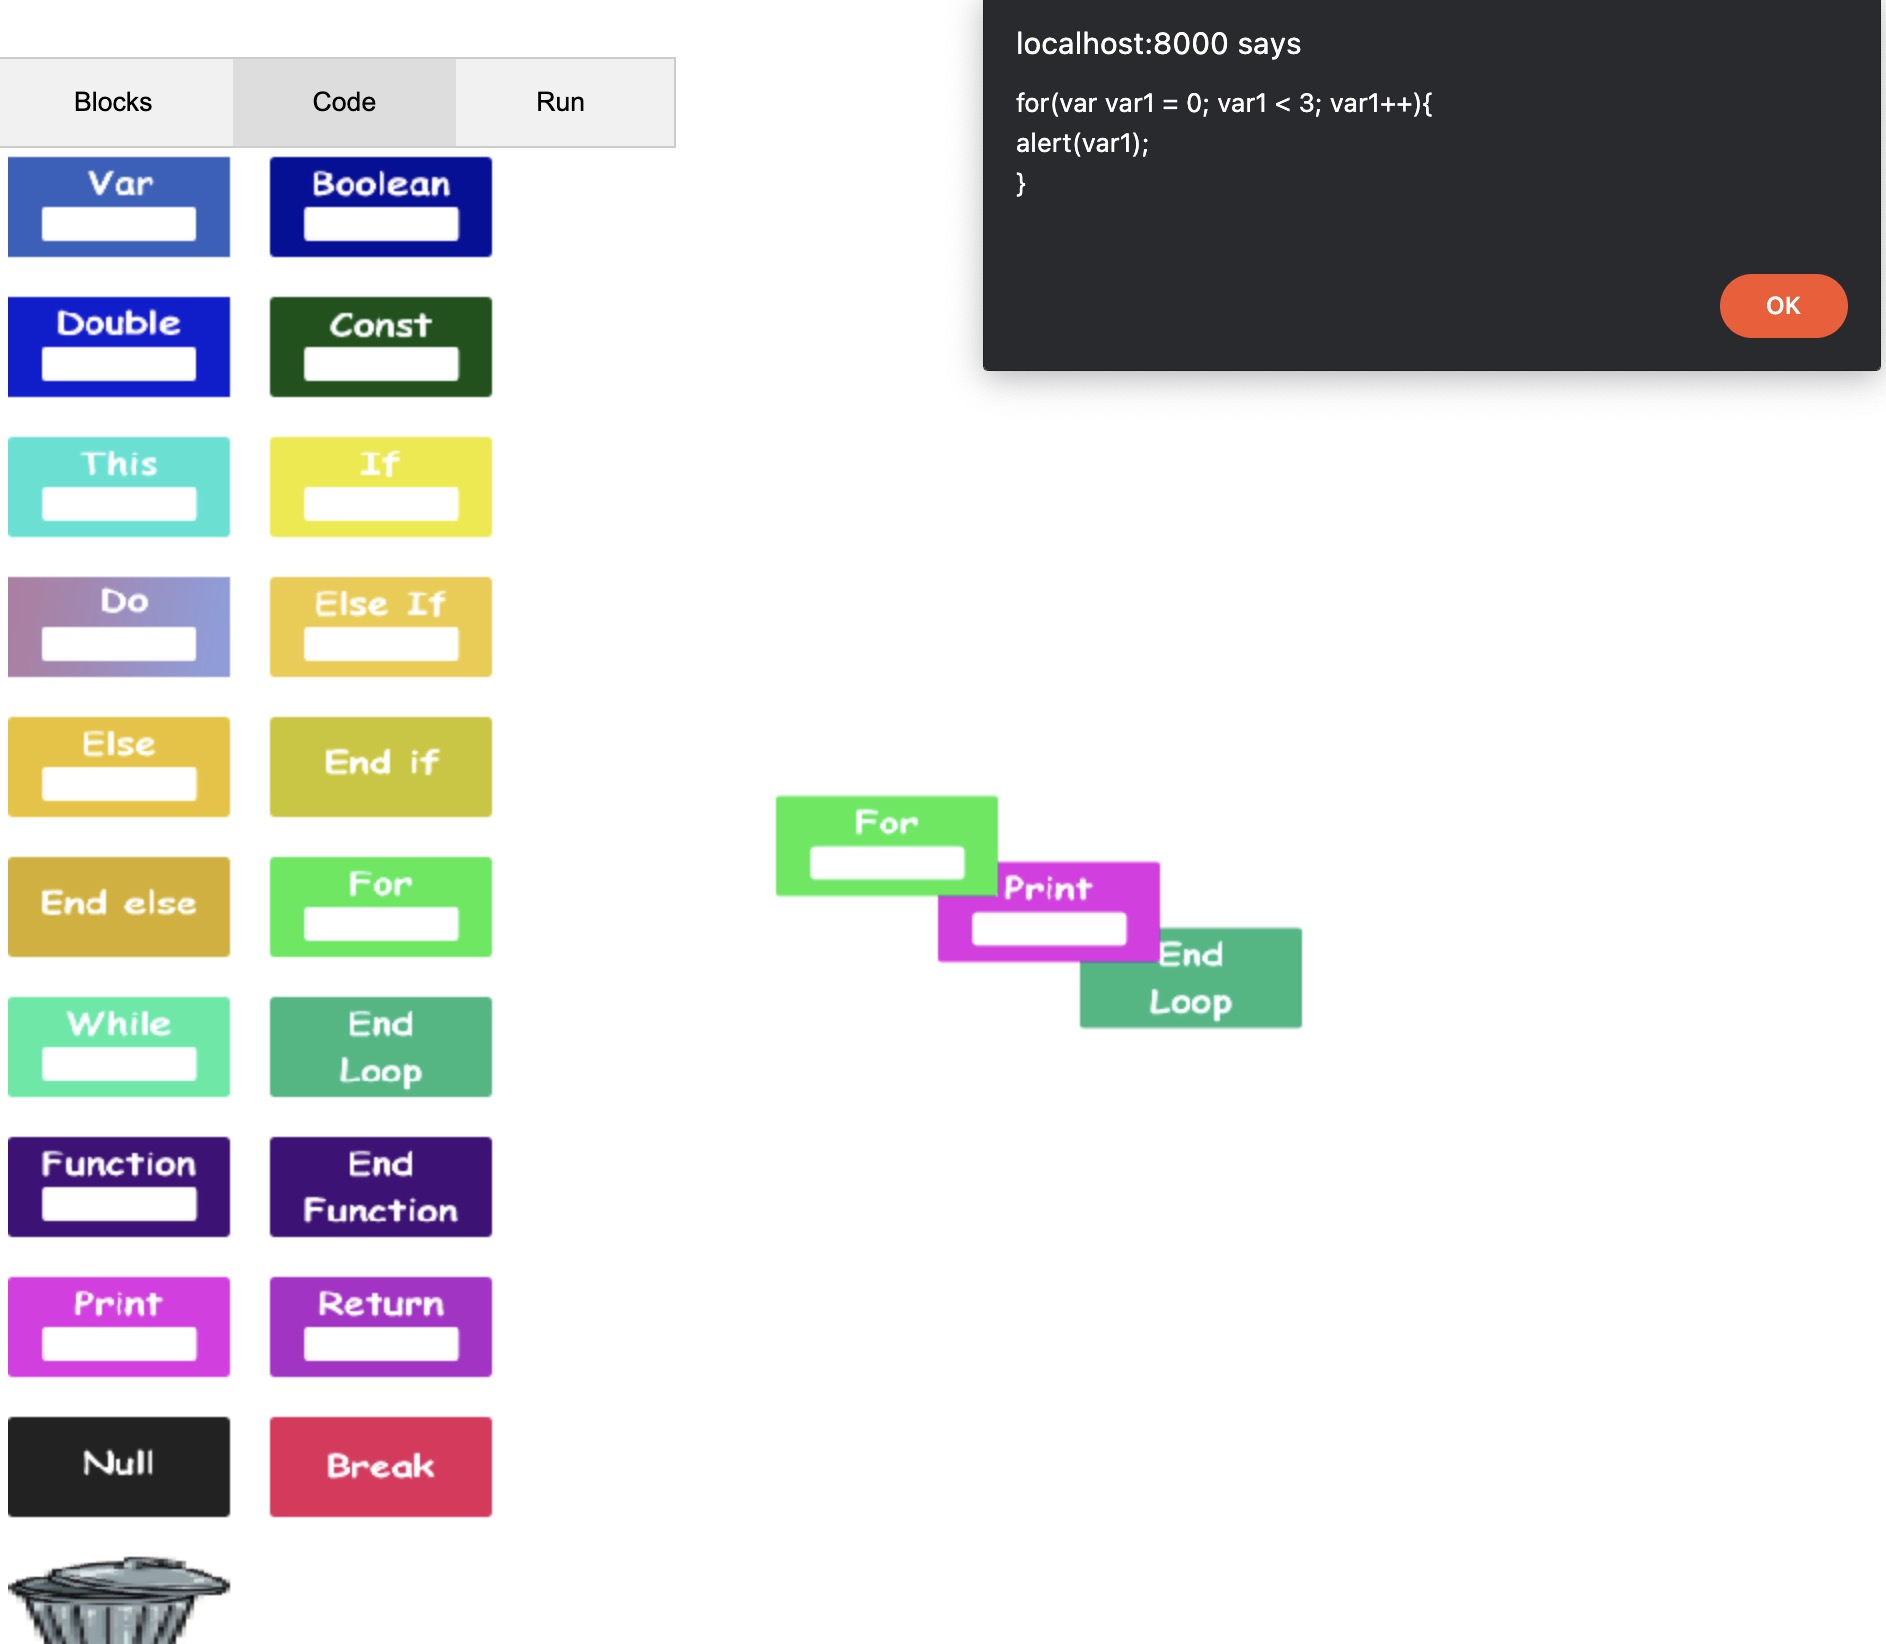 localhost:8000 says
for(var var1 = 0; var1 < 3; var1++){
alert(var1);
}
OK
Blocks Code Run
Var Boolean
Double Const
This If
Do Else If
Else End if
End else For
While End
Loop
Function End
Function
Print Return
Null Break
For
Print
End
Loop